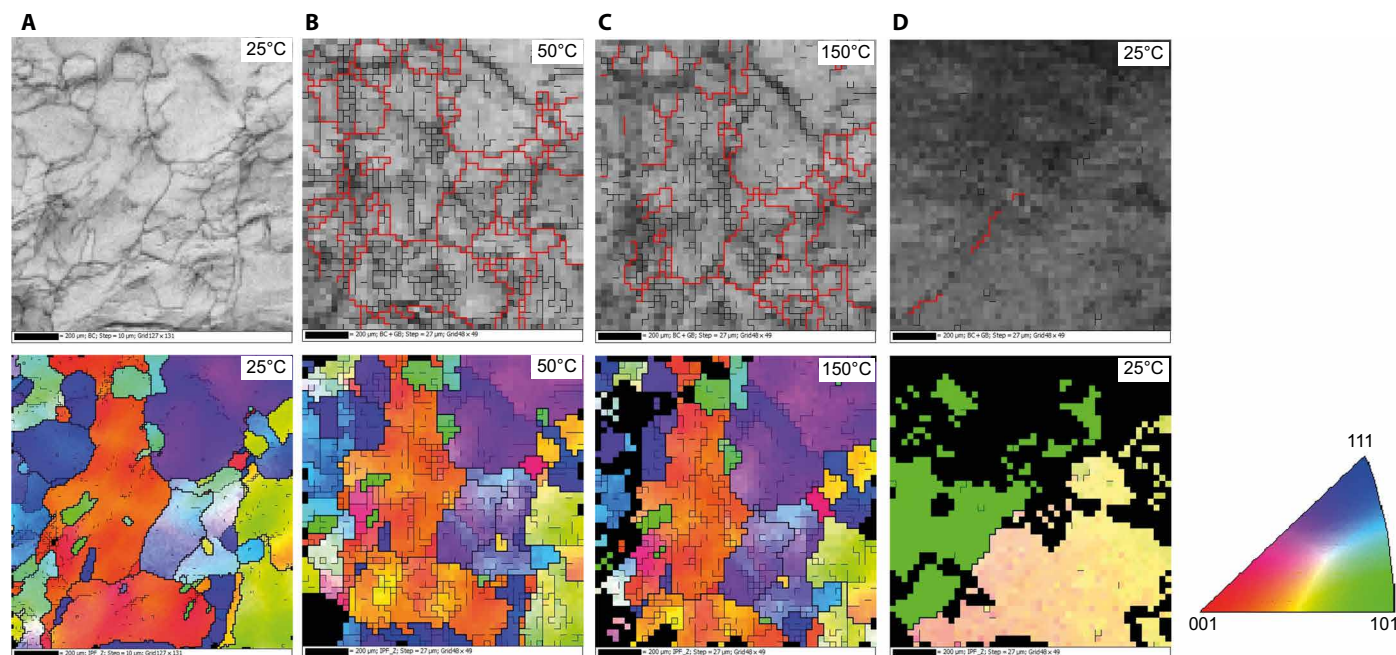 A
B
C
D
25°C
50°C
150°C
25°C
= 200 µm; BC; Step = 10 µm; Grid127 x 131
= 200 µm; BC + GB; Step = 27 µm; Grid48 x 49
= 200 µm; BC + GB; Step = 27 µm; Grid48 x 49
= 200 µm; BC + GB; Step = 27 µm; Grid48 x 49
25°C
50°C
150°C
25°C
= 200 µm; IPF_Z; Step = 10 µm; Grid127 x 131
= 200 µm; IPF_Z; Step = 27 µm; Grid48 x 49
= 200 µm; IPF_Z; Step = 27 µm; Grid48 x 49
= 200 µm; IPF_Z; Step = 27 µm; Grid48 x 49
111
001
101